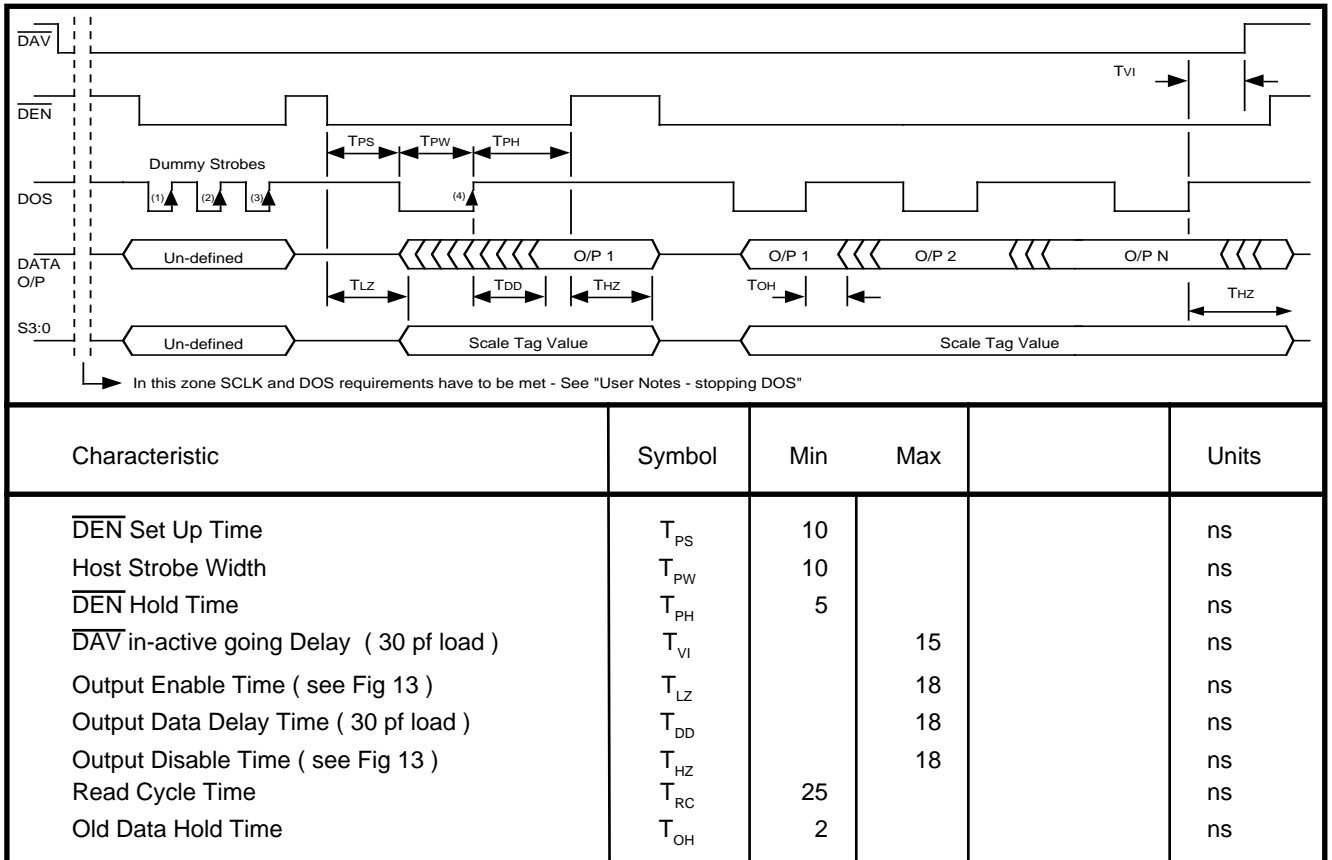 DAV
TVI
DEN
TPS TPW TPH
Dummy Strobes
DOS (1) (2) (3) (4)
DATA O/P Un-defined O/P 1 O/P 1 O/P 2 O/P N
TLZ TDD THZ TOH THZ
S3:0 Un-defined Scale Tag Value Scale Tag Value
In this zone SCLK and DOS requirements have to be met - See "User Notes - stopping DOS"
Characteristic Symbol Min Max Units
DEN Set Up Time TPS 10 ns
Host Strobe Width TPW 10 ns
DEN Hold Time TPH 5 ns
DAV in-active going Delay ( 30 pf load ) TVI 15 ns
Output Enable Time ( see Fig 13 ) TLZ 18 ns
Output Data Delay Time ( 30 pf load ) TDD 18 ns
Output Disable Time ( see Fig 13 ) THZ 18 ns
Read Cycle Time TRC 25 ns
Old Data Hold Time TOH 2 ns